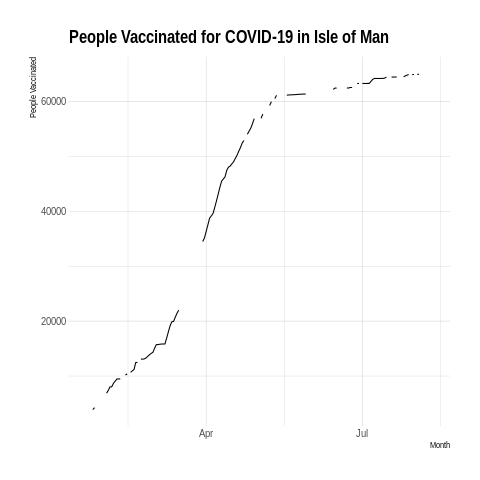 People Vaccinated for COVID-19 in Isle of Man
People Vaccinated
60000
40000
20000
Apr
Jul
Month